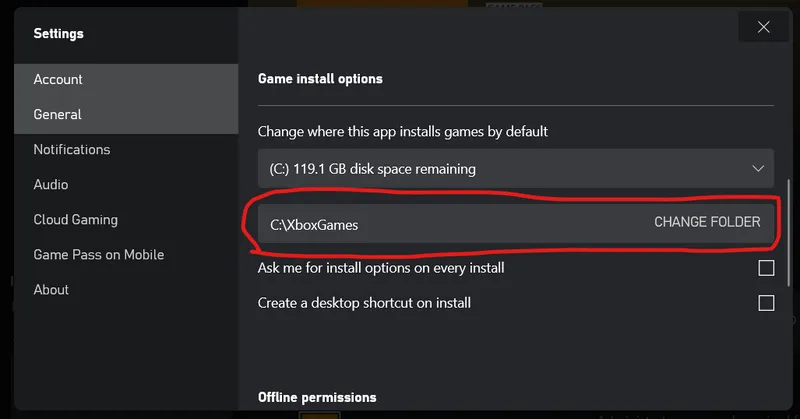 Settings
Account
General
Notifications
Audio
Cloud Gaming
Game Pass on Mobile
About
Game install options
Change where this app installs games by default
(C:) 119.1 GB disk space remaining
C:\XboxGames CHANGE FOLDER
Ask me for install options on every install
Create a desktop shortcut on install
Offline permissions